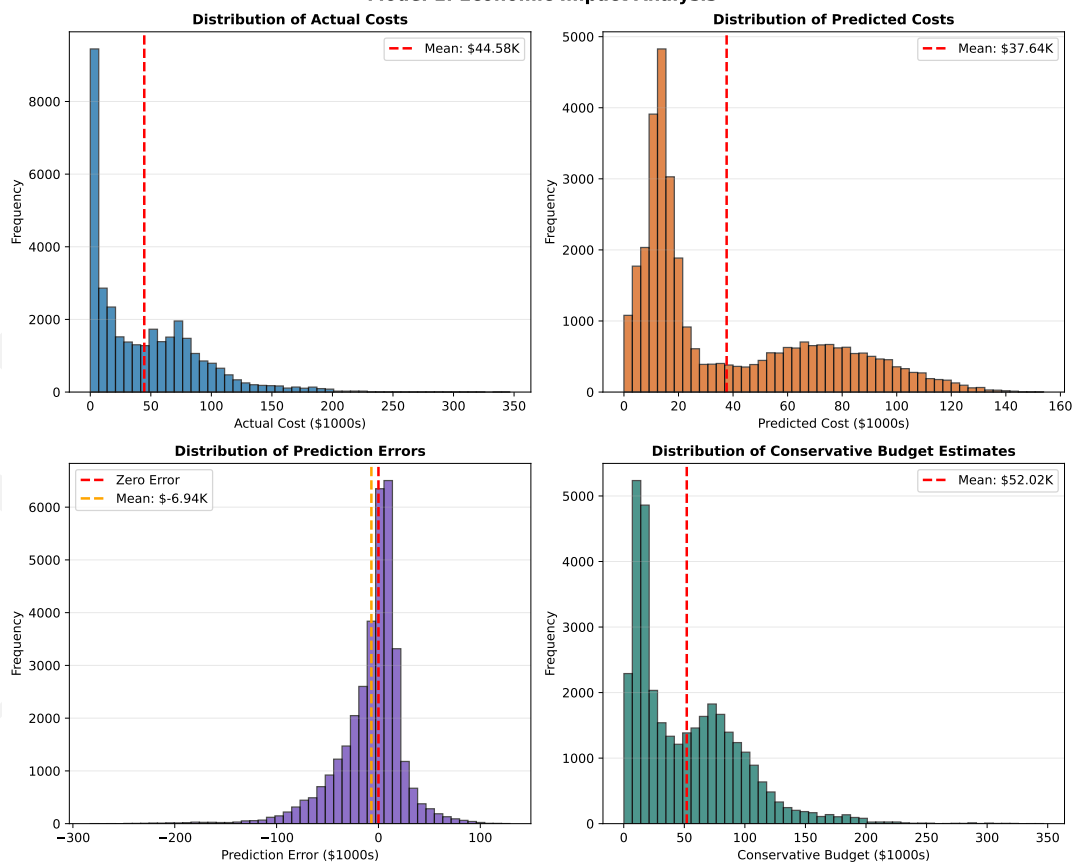 Distribution of Actual Costs
Mean: $44.58K
Frequency
8000
6000
4000
2000
0
0 50 100 150 200 250 300 350
Actual Cost ($1000s)
Distribution of Predicted Costs
Mean: $37.64K
Frequency
5000
4000
3000
2000
1000
0
0 20 40 60 80 100 120 140 160
Predicted Cost ($1000s)
Distribution of Prediction Errors
Zero Error
Mean: $-6.94K
Frequency
6000
5000
4000
3000
2000
1000
0
−300 −200 −100 0 100
Prediction Error ($1000s)
Distribution of Conservative Budget Estimates
Mean: $52.02K
Frequency
5000
4000
3000
2000
1000
0
0 50 100 150 200 250 300 350
Conservative Budget ($1000s)